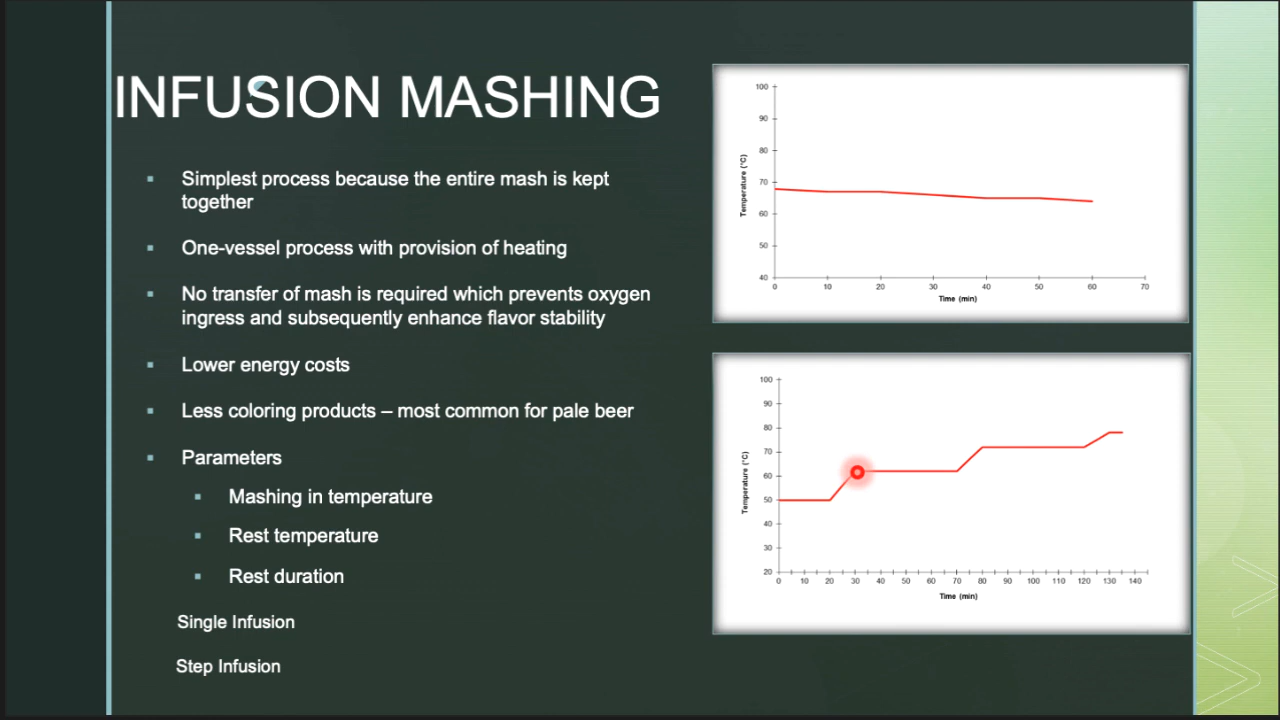 INFUSION MASHING
Simplest process because the entire mash is kept
together
One-vessel process with provision of heating
No transfer of mash is required which prevents oxygen
ingress and subsequently enhance flavor stability
Lower energy costs
Less coloring products – most common for pale beer
Parameters
Mashing in temperature
Rest temperature
Rest duration
Single Infusion
Step Infusion
100
90
80
70
60
50
40
Temperature (°C)
0 10 20 30 40 50 60 70
Time (min)
100
90
80
70
60
50
40
30
20
Temperature (°C)
0 10 20 30 40 50 60 70 80 90 100 110 120 130 140
Time (min)